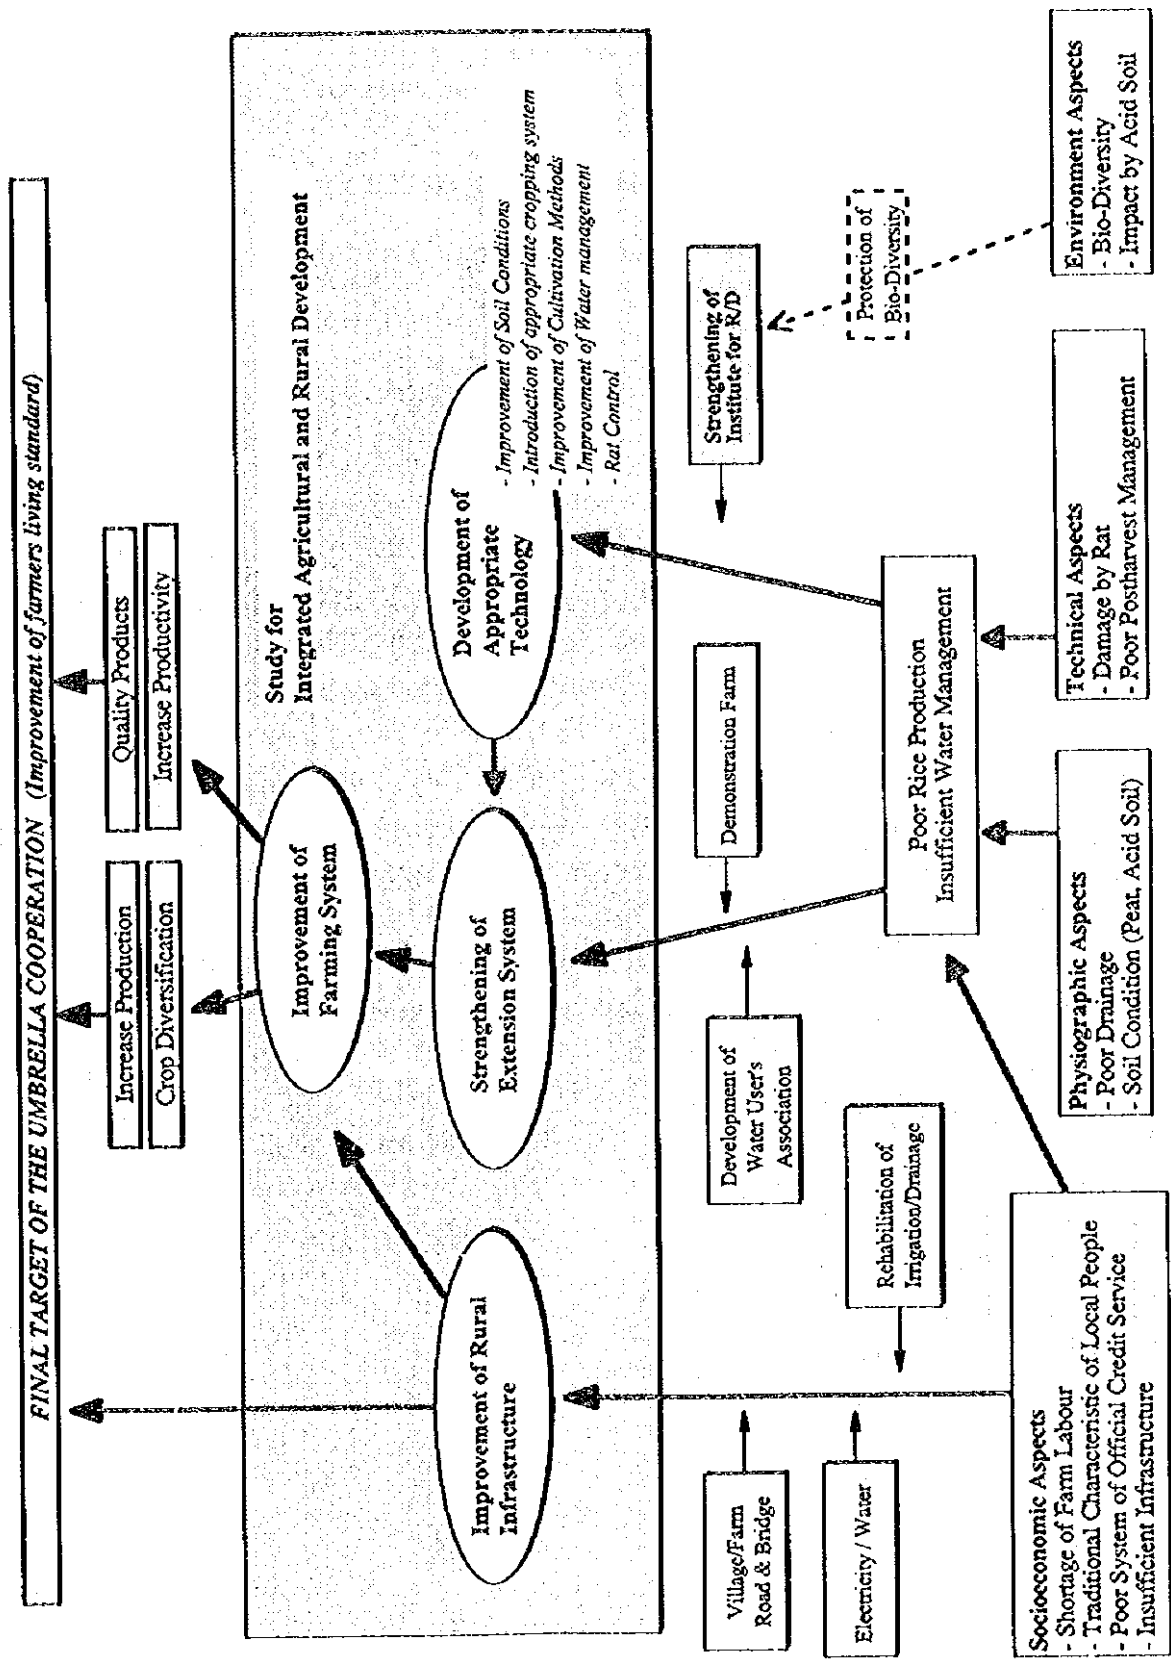 FINAL TARGET OF THE UMBRELLA COOPERATION (Improvement of farmers living standard)
Increase Production
Crop Diversification
Quality Products
Increase Productivity
Study for
Integrated Agricultural and Rural Development
Improvement of
Farming System
Improvement of Rural
Infrastructure
Strengthening of
Extension System
Development of
Appropriate
Technology
- Improvement of Soil Conditions
- Introduction of appropriate cropping system
- Improvement of Cultivation Methods
- Improvement of Water management
- Rat Control
Village/Farm
Road & Bridge
Electricity / Water
Development of
Water User's
Association
Rehabilitation of
Irrigation/Drainage
Demonstration Farm
Strengthening of
Institute for R/D
Protection of
Bio-Diversity
Poor Rice Production
Insufficient Water Management
Socioeconomic Aspects
- Shortage of Farm Labour
- Traditional Characteristic of Local People
- Poor System of Official Credit Service
- Insufficient Infrastructure
Physiographic Aspects
- Poor Drainage
- Soil Condition (Peat, Acid Soil)
Technical Aspects
- Damage by Rat
- Poor Postharvest Management
Environment Aspects
- Bio-Diversity
- Impact by Acid Soil